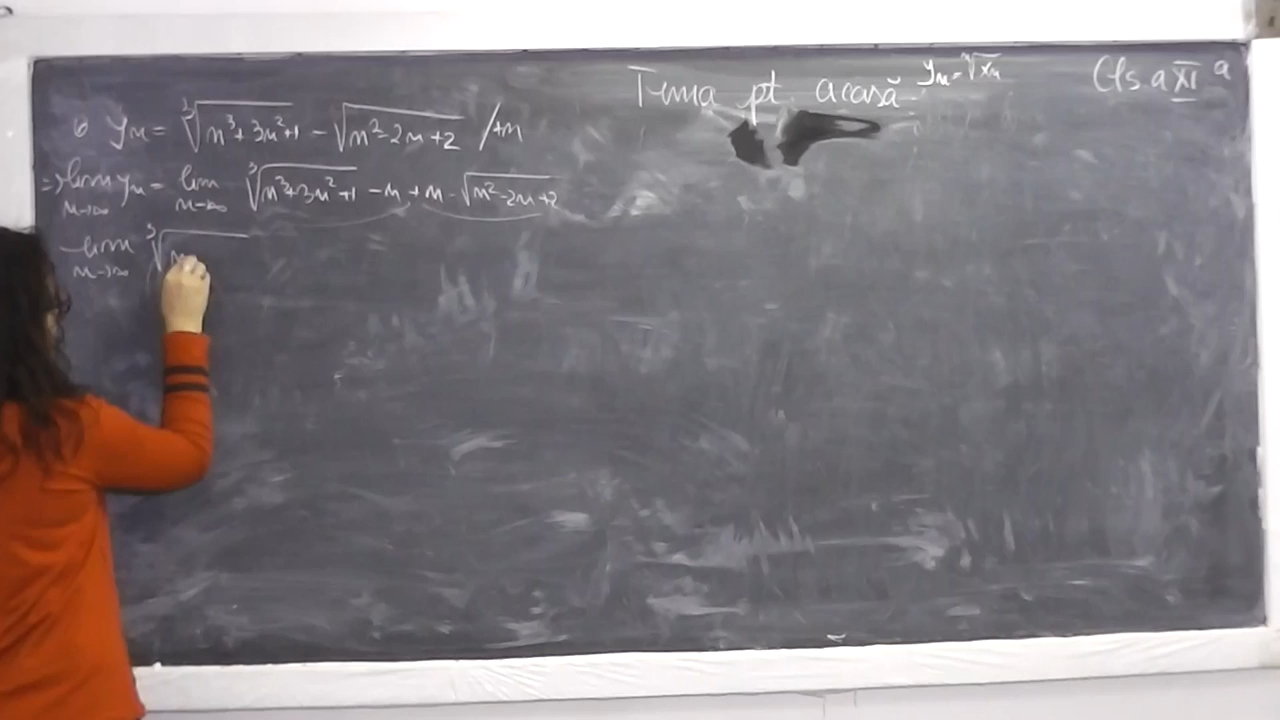 Tema pt. acasă yₙ=ⁿ√xₙ Cls. a XI a
yₙ = ∛(n³+3n²+1) - √(n²-2n+2) /±n
=> lim n→∞ yₙ = lim n→∞ ∛(n³+3n²+1) - n + n - √(n²-2n+2)
lim n→∞ ∛n